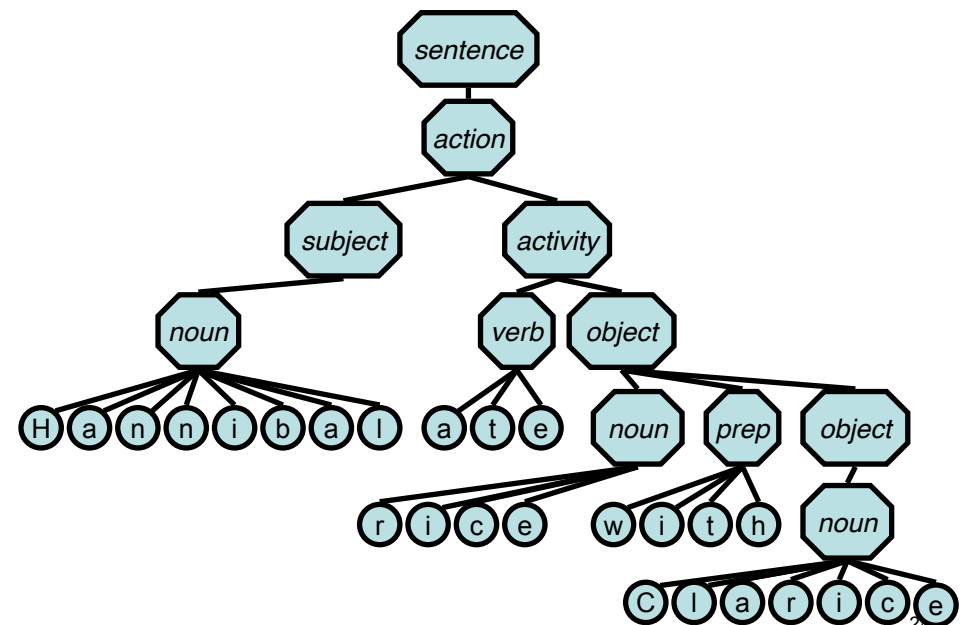 sentence
action
subject activity
noun verb object
H a n n i b a l a t e noun prep object
r i c e w i t h noun
C l a r i c e